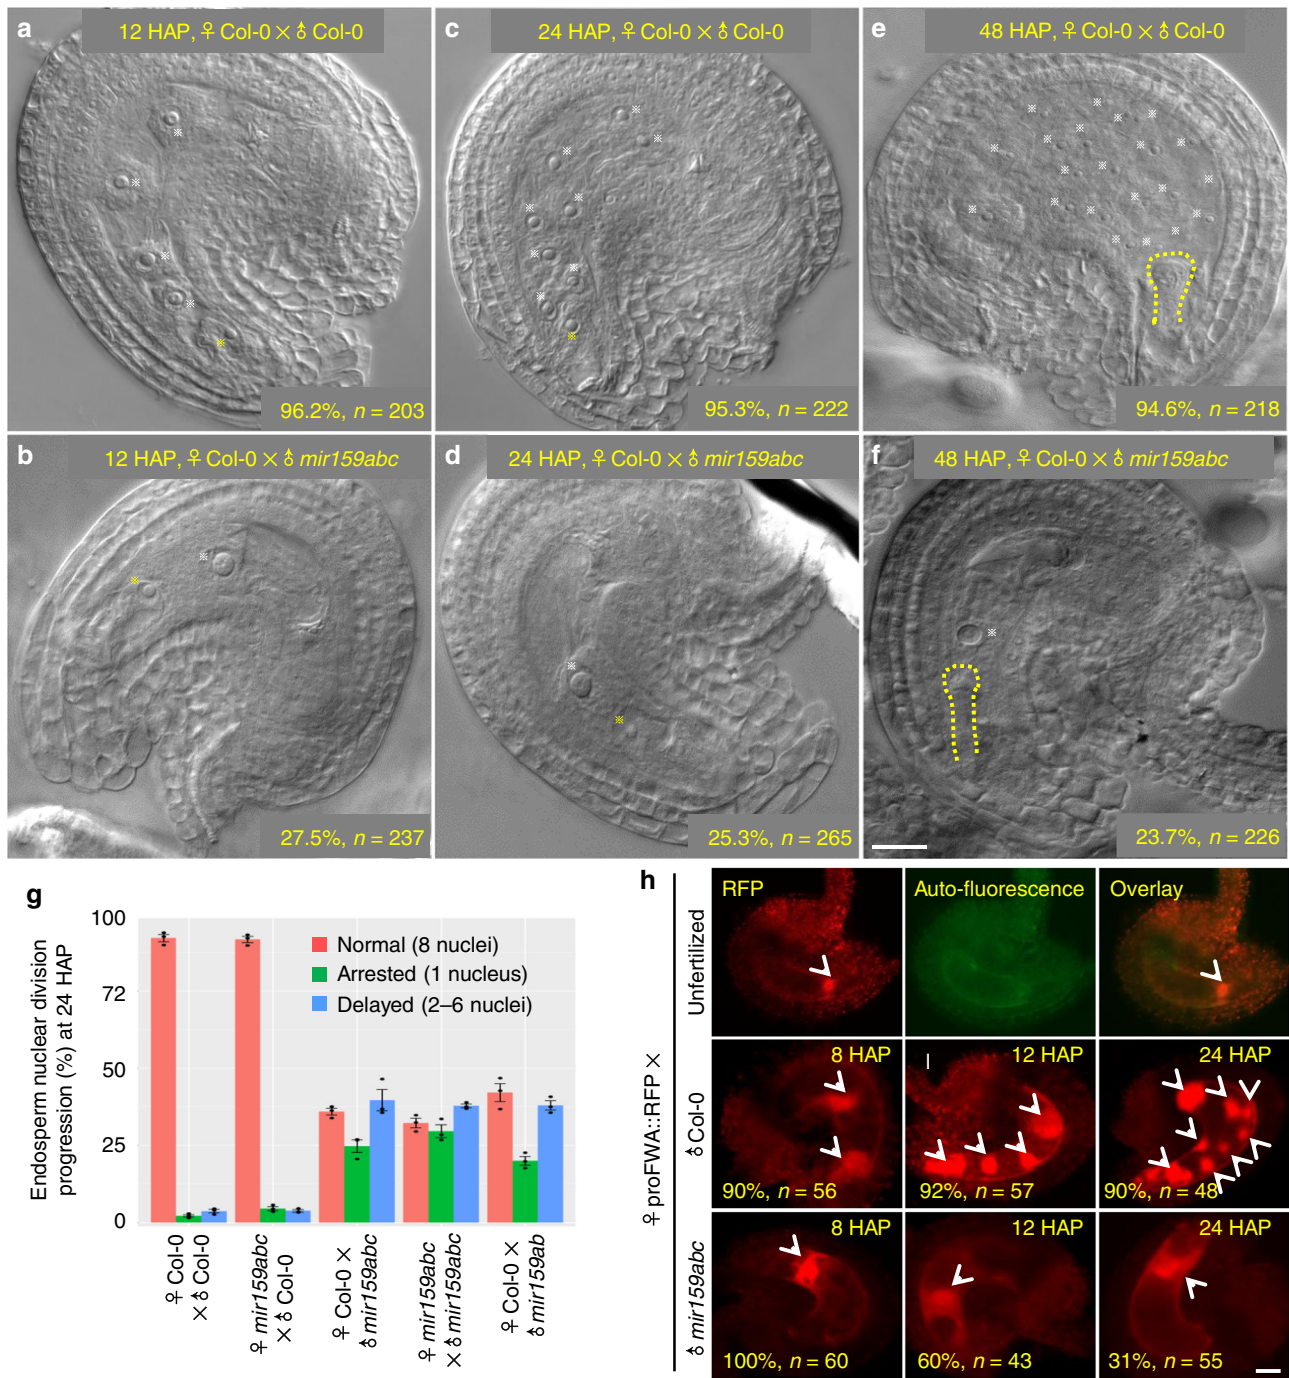 a
12 HAP, ♀ Col-0 × ♂ Col-0
96.2%, n = 203
c
24 HAP, ♀ Col-0 × ♂ Col-0
95.3%, n = 222
e
48 HAP, ♀ Col-0 × ♂ Col-0
94.6%, n = 218
b
12 HAP, ♀ Col-0 × ♂ mir159abc
27.5%, n = 237
d
24 HAP, ♀ Col-0 × ♂ mir159abc
25.3%, n = 265
f
48 HAP, ♀ Col-0 × ♂ mir159abc
23.7%, n = 226
g
Endosperm nuclear division
progression (%) at 24 HAP
100
72
50
25
0
Normal (8 nuclei)
Arrested (1 nucleus)
Delayed (2–6 nuclei)
♀ Col-0
× ♂ Col-0
♀ mir159abc
× ♂ Col-0
♀ Col-0 ×
♂ mir159abc
♀ mir159abc
× ♂ mir159abc
♀ Col-0 ×
♂ mir159ab
h
♀ proFWA::RFP ×
Unfertilized
RFP
Auto-fluorescence
Overlay
♂ Col-0
8 HAP
90%, n = 56
12 HAP
92%, n = 57
24 HAP
90%, n = 48
♂ mir159abc
8 HAP
100%, n = 60
12 HAP
60%, n = 43
24 HAP
31%, n = 55